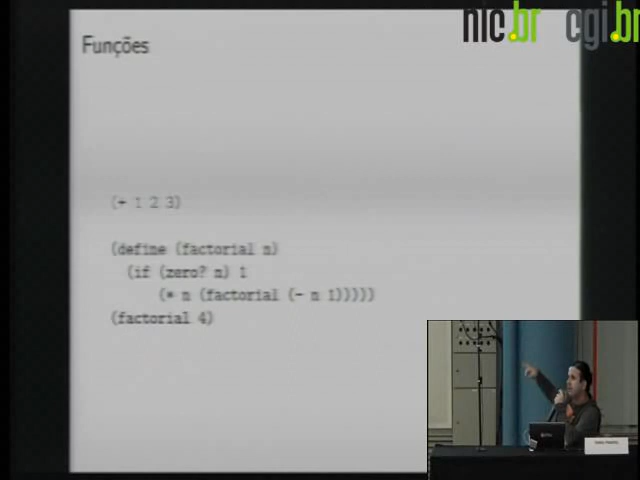 nic.br cgi.br
Funções
(+ 1 2 3)
(define (factorial n)
(if (zero? n) 1
(* n (factorial (- n 1)))))
(factorial 4)